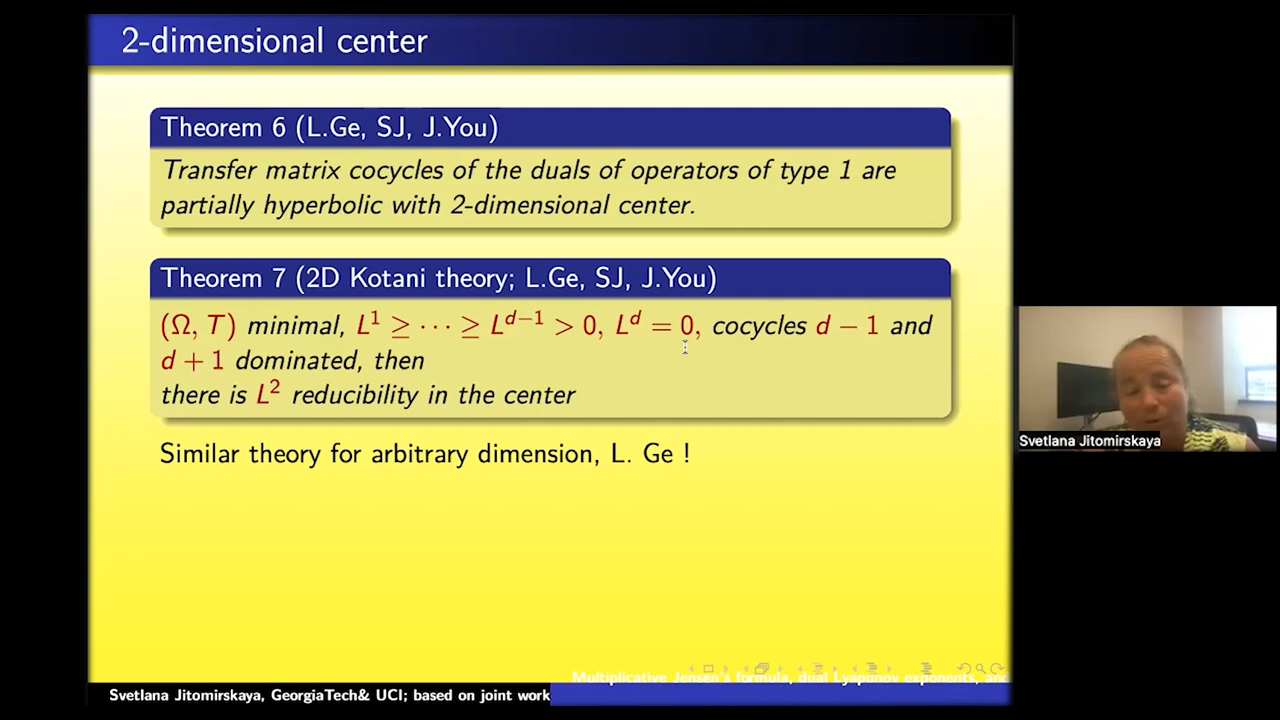 2-dimensional center
Theorem 6 (L.Ge, SJ, J.You)
Transfer matrix cocycles of the duals of operators of type 1 are
partially hyperbolic with 2-dimensional center.
Theorem 7 (2D Kotani theory; L.Ge, SJ, J.You)
(Ω, T) minimal, L¹ ≥ ⋯ ≥ Lᵈ⁻¹ > 0, Lᵈ = 0, cocycles d − 1 and
d + 1 dominated, then
there is L² reducibility in the center
Similar theory for arbitrary dimension, L. Ge !
Svetlana Jitomirskaya
Multiplicative Jensen's formula, dual Lyapunov exponents, and
Svetlana Jitomirskaya, GeorgiaTech& UCI; based on joint work